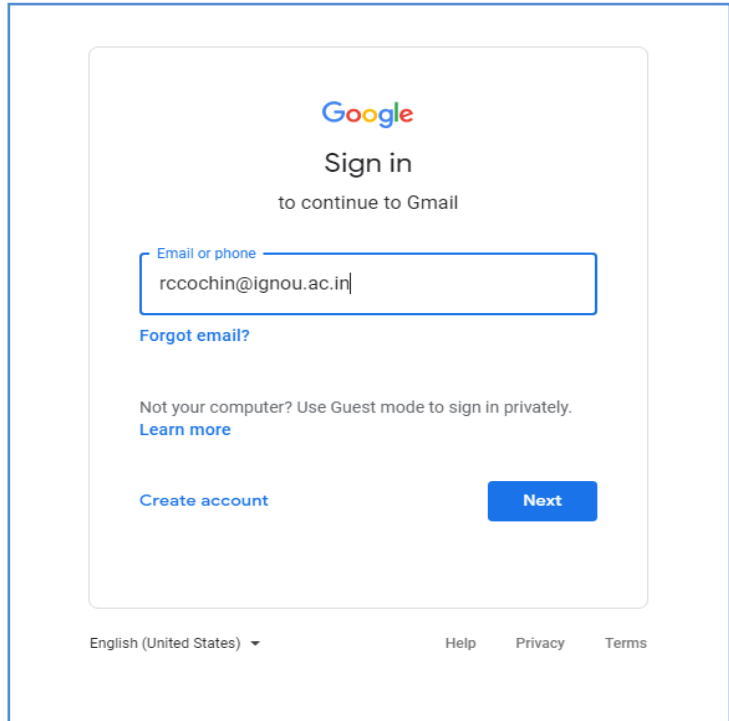 Google
Sign in
to continue to Gmail
Email or phone
rccochin@ignou.ac.in
Forgot email?
Not your computer? Use Guest mode to sign in privately.
Learn more
Create account
Next
English (United States)
Help Privacy Terms